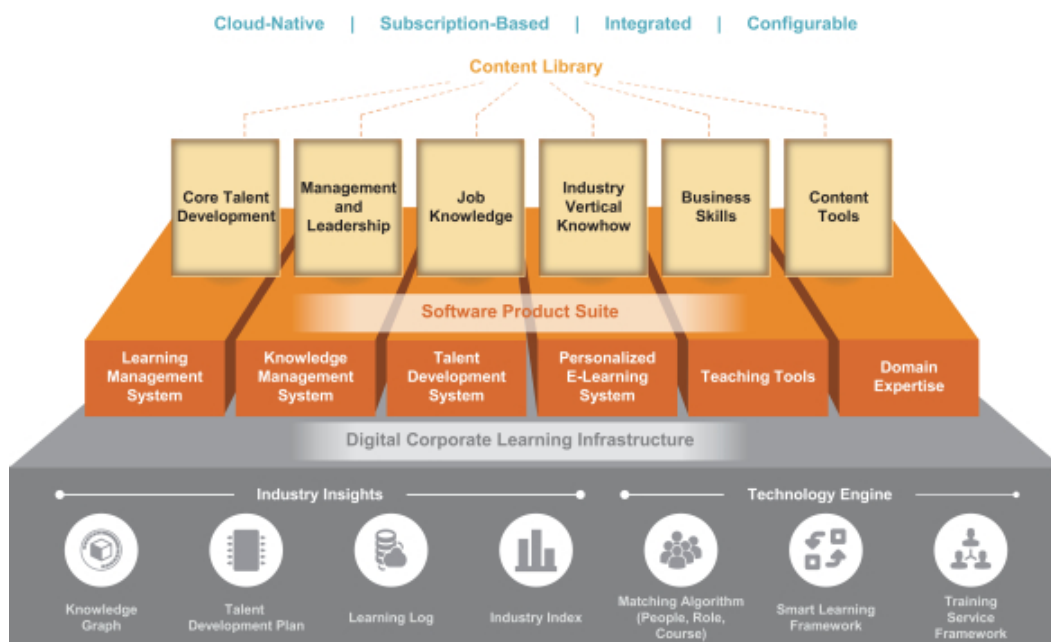 Cloud-Native | Subscription-Based | Integrated | Configurable
Content Library
Core Talent
Development
Management
and
Leadership
Job
Knowledge
Industry
Vertical
Knowhow
Business
Skills
Content
Tools
Software Product Suite
Learning
Management
System
Knowledge
Management
System
Talent
Development
System
Personalized
E-Learning
System
Teaching Tools
Domain
Expertise
Digital Corporate Learning Infrastructure
Industry Insights
Technology Engine
Knowledge
Graph
Talent
Development Plan
Learning Log
Industry Index
Matching Algorithm
(People, Role,
Course)
Smart Learning
Framework
Training
Service
Framework